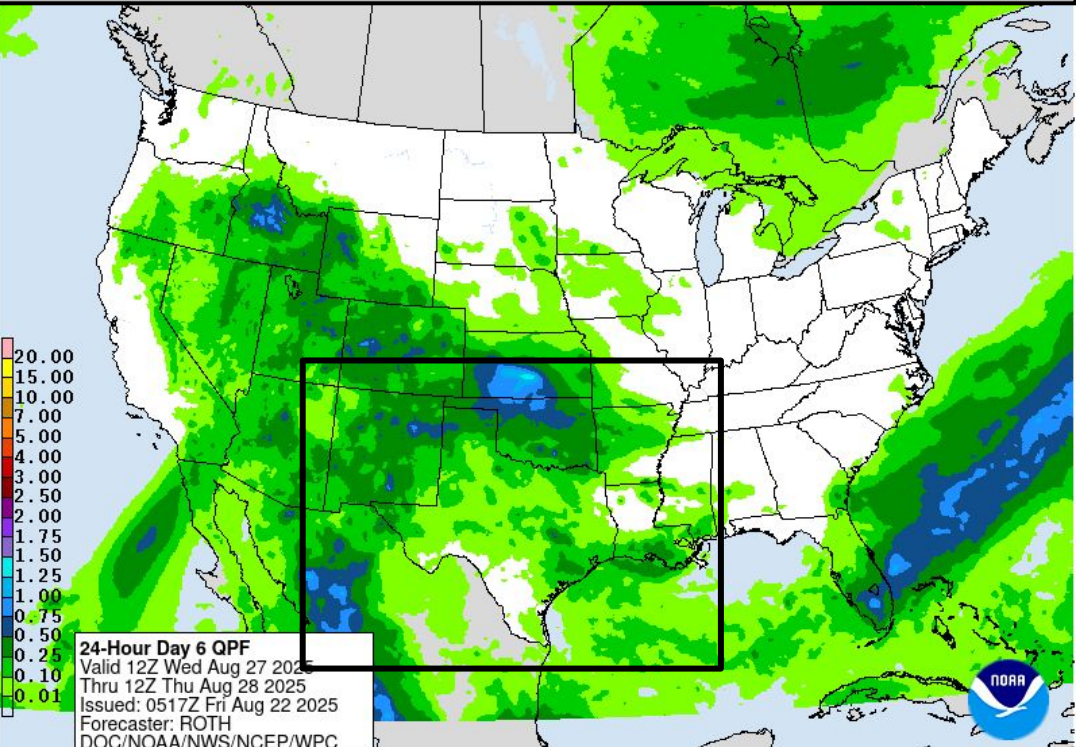 20.00
15.00
10.00
7.00
5.00
4.00
3.00
2.50
2.00
1.75
1.50
1.25
1.00
0.75
0.50
0.25
0.10
0.01
24-Hour Day 6 QPF
Valid 12Z Wed Aug 27 2025
Thru 12Z Thu Aug 28 2025
Issued: 0517Z Fri Aug 22 2025
Forecaster: ROTH
DOC/NOAA/NWS/NCEP/WPC
NOAA